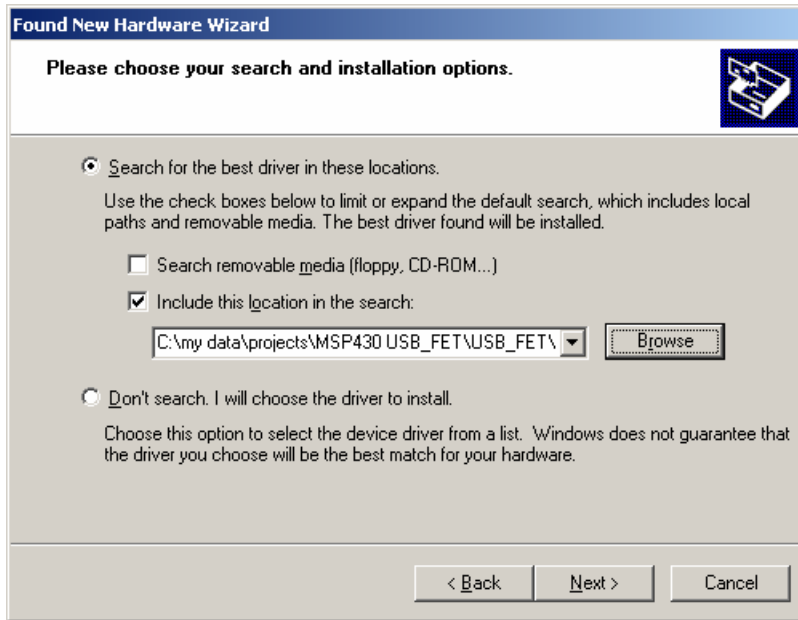 Found New Hardware Wizard
Please choose your search and installation options.
Search for the best driver in these locations.
Use the check boxes below to limit or expand the default search, which includes local
paths and removable media. The best driver found will be installed.
Search removable media (floppy, CD-ROM...)
Include this location in the search:
C:\my data\projects\MSP430 USB_FET\USB_FET\
Browse
Don't search. I will choose the driver to install.
Choose this option to select the device driver from a list. Windows does not guarantee that
the driver you choose will be the best match for your hardware.
< Back
Next >
Cancel